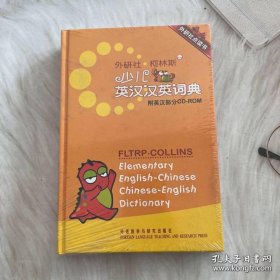 外研社·柯林斯
少儿
英汉汉英词典
附英汉部分CD-ROM
FLTRP-COLLINS
Elementary
English-Chinese
Chinese-English
Dictionary
外语教学与研究出版社
FOREIGN LANGUAGE TEACHING AND RESEARCH PRESS
孔夫子旧书网